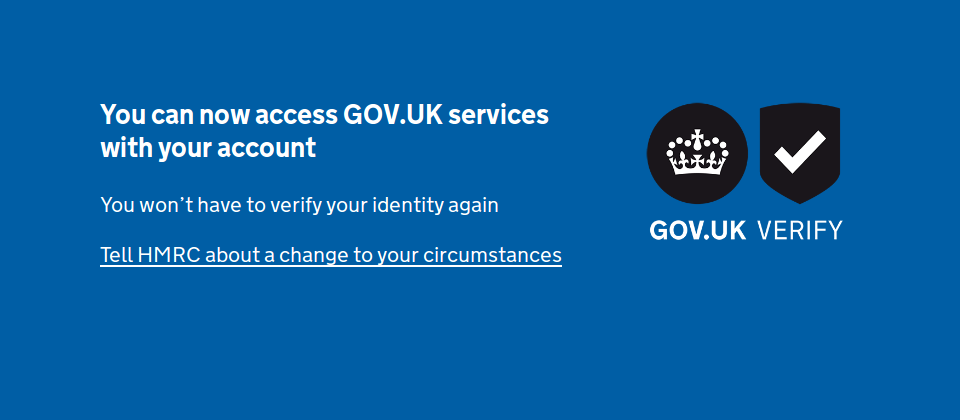 You can now access GOV.UK services
with your account
You won’t have to verify your identity again
Tell HMRC about a change to your circumstances
GOV.UK VERIFY